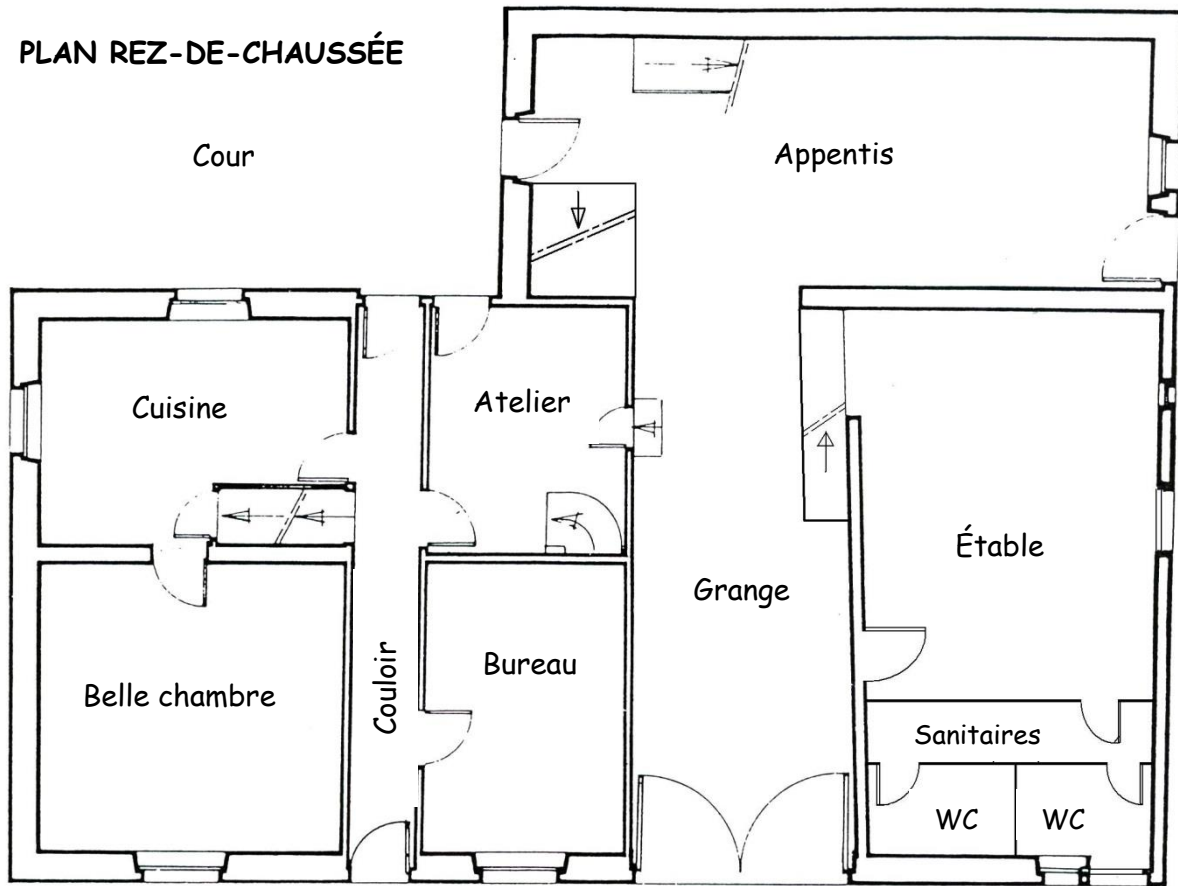 PLAN REZ-DE-CHAUSSÉE
Cour
Appentis
Cuisine
Atelier
Étable
Grange
Belle chambre
Couloir
Bureau
Sanitaires
WC
WC